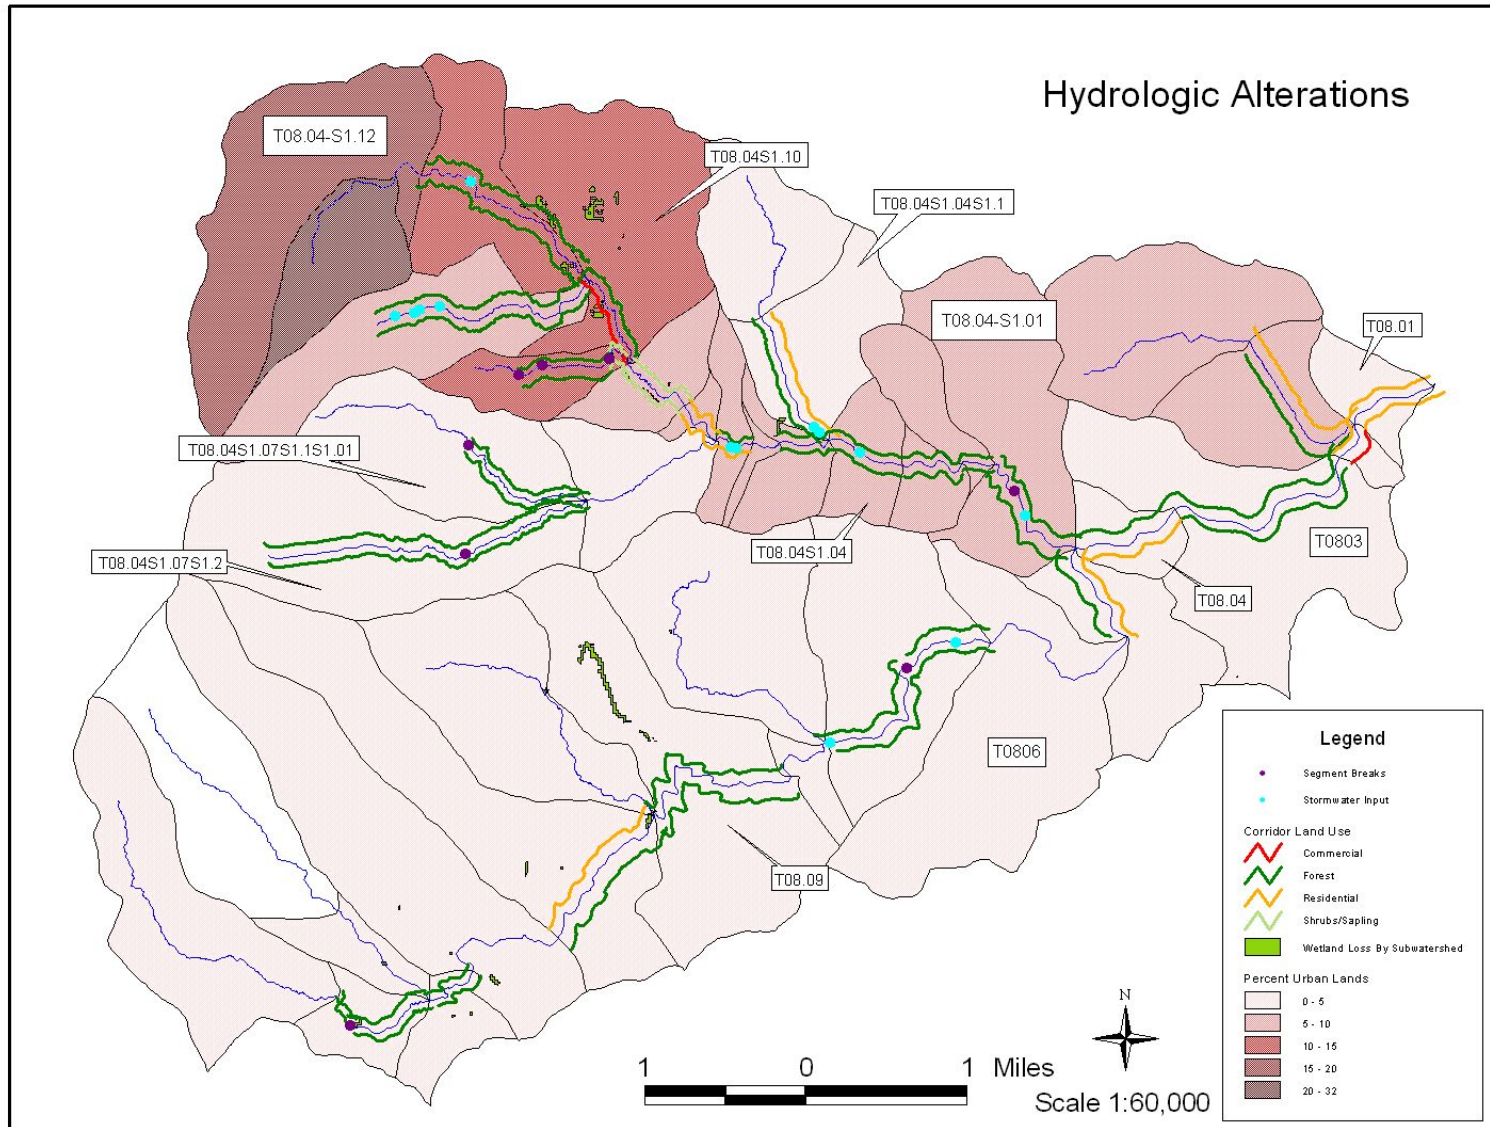 Hydrologic Alterations
T08.04-S1.12
T08.04S1.10
T08.04S1.04S1.1
T08.04-S1.01
T08.01
T08.04S1.07S1.1S1.01
T08.04S1.07S1.2
T08.04S1.04
T0803
T08.04
T0806
T08.09
Legend
Segment Breaks
Stormwater Input
Corridor Land Use
Commercial
Forest
Residential
Shrubs/Sapling
Wetland Loss By Subwatershed
Percent Urban Lands
0 - 5
5 - 10
10 - 15
15 - 20
20 - 32
N
1 0 1 Miles
Scale 1:60,000